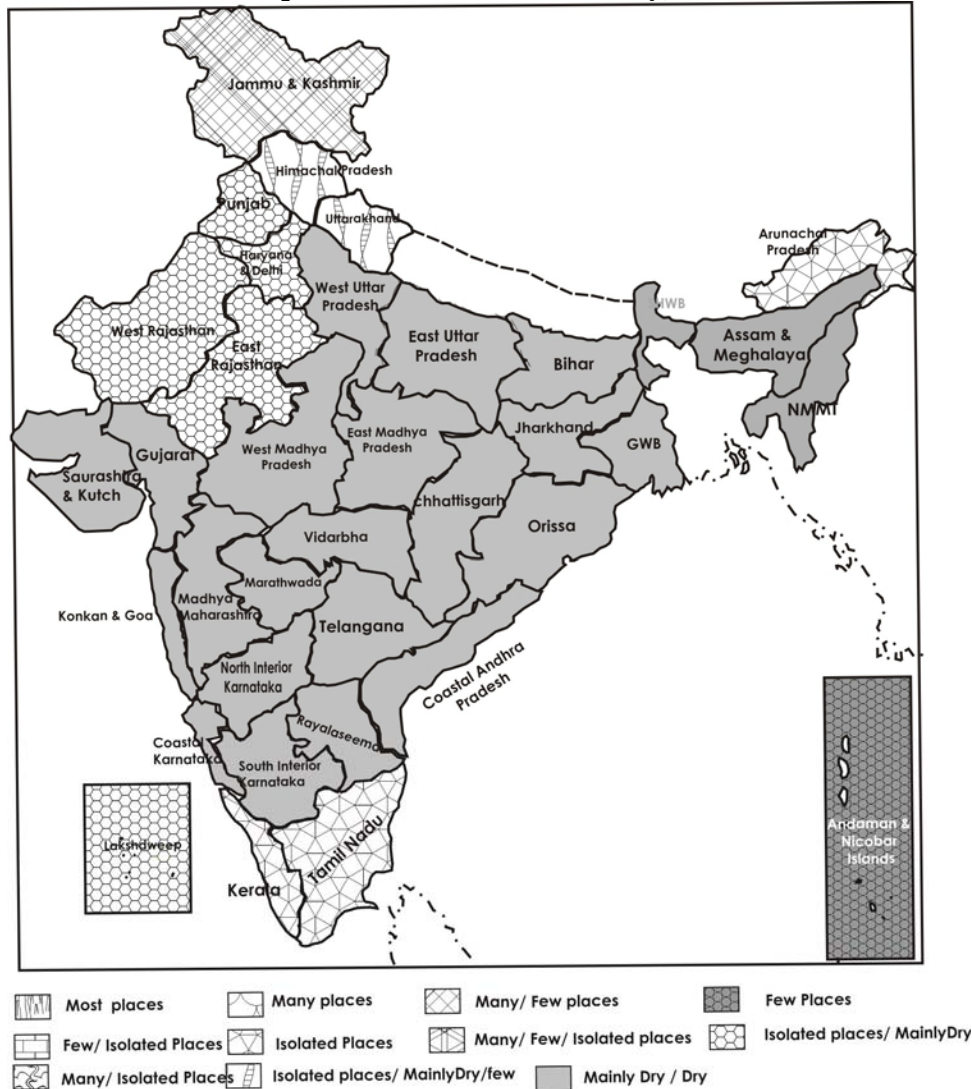 Jammu & Kashmir
Himachal Pradesh
Punjab
Uttarakhand
Arunachal
Pradesh
Haryana
& Delhi
West Uttar
Pradesh
West Rajasthan
East
Rajasthan
East Uttar
Pradesh
Bihar
Assam &
Meghalaya
NMMT
Jharkhand
GWB
East Madhya
Pradesh
West Madhya
Pradesh
Gujarat
Saurashtra
& Kutch
chhattisgarh
Orissa
Vidarbha
Marathwada
Madhya
Maharashtra
Konkan & Goa
Telangana
North Interior
Karnataka
Coastal Andhra
Pradesh
Rayalaseema
Coastal
Karnataka
South Interior
Karnataka
Lakshdweep
Tamil Nadu
Kerala
Andaman &
Nicobar
Islands
Most places
Many places
Many/ Few places
Few Places
Few/ Isolated Places
Isolated Places
Many/ Few/ Isolated places
Isolated places/ MainlyDry
Many/ Isolated Places
Isolated places/ MainlyDry/few
Mainly Dry / Dry